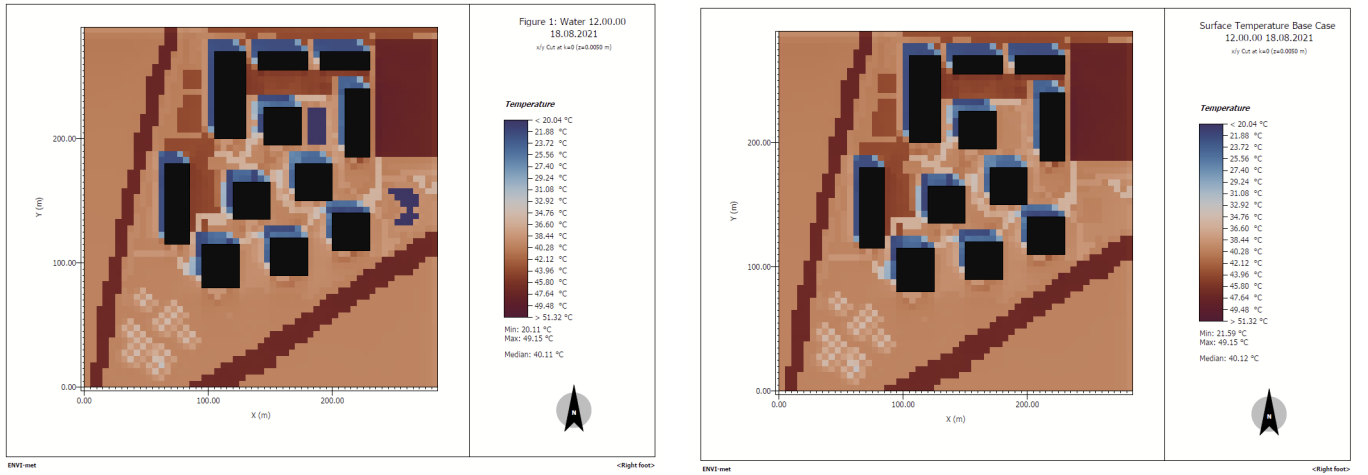 Figure 1: Water 12.00.00
18.08.2021
x/y Cut at k=0 (z=0.0050 m)
Temperature
< 20.04 °C
21.88 °C
23.72 °C
25.56 °C
27.40 °C
29.24 °C
31.08 °C
32.92 °C
34.76 °C
36.60 °C
38.44 °C
40.28 °C
42.12 °C
43.96 °C
45.80 °C
47.64 °C
49.48 °C
> 51.32 °C
Min: 20.11 °C
Max: 49.15 °C
Median: 40.11 °C
N
Y (m)
200.00
100.00
0.00
0.00 100.00 200.00
X (m)
ENVI-met
<Right foot>
Surface Temperature Base Case
12.00.00 18.08.2021
x/y Cut at k=0 (z=0.0050 m)
Temperature
< 20.04 °C
21.88 °C
23.72 °C
25.56 °C
27.40 °C
29.24 °C
31.08 °C
32.92 °C
34.76 °C
36.60 °C
38.44 °C
40.28 °C
42.12 °C
43.96 °C
45.80 °C
47.64 °C
49.48 °C
> 51.32 °C
Min: 21.59 °C
Max: 49.15 °C
Median: 40.12 °C
N
Y (m)
200.00
100.00
0.00
0.00 100.00 200.00
X (m)
ENVI-met
<Right foot>